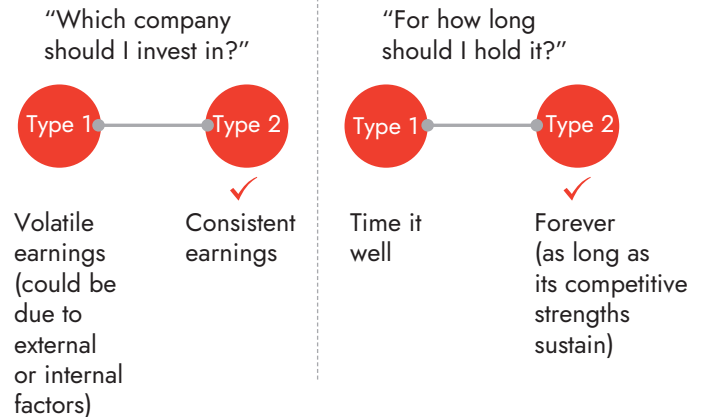 “Which company
should I invest in?”
Type 1
Type 2
Volatile
earnings
(could be
due to
external
or internal
factors)
Consistent
earnings
“For how long
should I hold it?”
Type 1
Type 2
Time it
well
Forever
(as long as
its competitive
strengths
sustain)